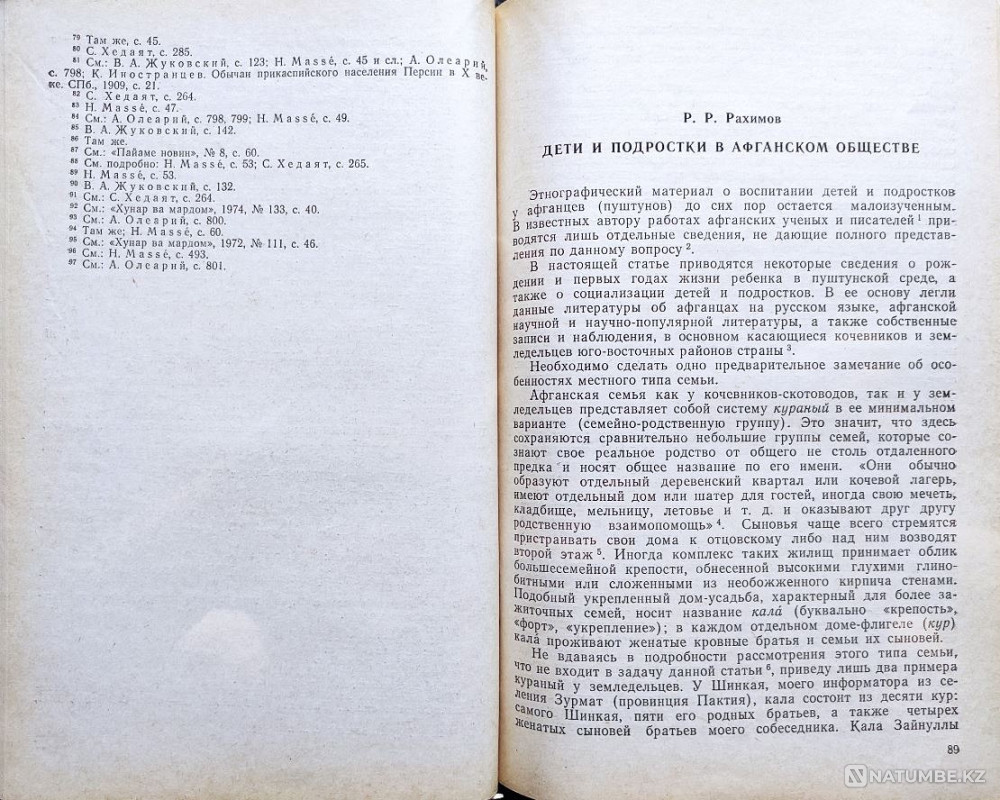 79 Там же, с. 45.
80 С. Хедаят, с. 285.
81 См.: В. А. Жуковский, с. 123; H. Massé, с. 45 и сл.; А. Олеарий,
с. 798; К. Иностранцев. Обычаи прикаспийского населения Персии в X ве-
ке. СПб., 1909, с. 21.
82 С. Хедаят, с. 264.
83 H. Massé, с. 47.
84 См.: А. Олеарий, с. 798, 799; H. Massé, с. 49.
85 В. А. Жуковский, с. 142.
86 Там же.
87 См.: «Пайаме новин», № 8, с. 60.
88 См. подробно: H. Massé, с. 53; С. Хедаят, с. 265.
89 H. Massé, с. 53.
90 В. А. Жуковский, с. 132.
91 См.: С. Хедаят, с. 264.
92 См.: «Хунар ва мардом», 1974, № 133, с. 40.
93 См.: А. Олеарий, с. 800.
94 Там же; H. Massé, с. 60.
95 См.: «Хунар ва мардом», 1972, № 111, с. 46.
96 См.: H. Massé, с. 493.
97 См.: А. Олеарий, с. 801.
Р. Р. Рахимов
ДЕТИ И ПОДРОСТКИ В АФГАНСКОМ ОБЩЕСТВЕ
Этнографический материал о воспитании детей и подростков
у афганцев (пуштунов) до сих пор остается малоизученным.
В известных автору работах афганских ученых и писателей 1 при-
водятся лишь отдельные сведения, не дающие полного представ-
ления по данному вопросу 2.
В настоящей статье приводятся некоторые сведения о рож-
дении и первых годах жизни ребенка в пуштунской среде, а
также о социализации детей и подростков. В ее основу легли
данные литературы об афганцах на русском языке, афганской
научной и научно-популярной литературы, а также собственные
записи и наблюдения, в основном касающиеся кочевников и зем-
ледельцев юго-восточных районов страны 3.
Необходимо сделать одно предварительное замечание об осо-
бенностях местного типа семьи.
Афганская семья как у кочевников-скотоводов, так и у зем-
ледельцев представляет собой систему кураный в ее минимальном
варианте (семейно-родственную группу). Это значит, что здесь
сохраняются сравнительно небольшие группы семей, которые со-
знают свое реальное родство от общего не столь отдаленного
предка и носят общее название по его имени. «Они обычно
образуют отдельный деревенский квартал или кочевой лагерь,
имеют отдельный дом или шатер для гостей, иногда свою мечеть,
кладбище, мельницу, летовье и т. д. и оказывают друг другу
родственную взаимопомощь» 4. Сыновья чаще всего стремятся
пристраивать свои дома к отцовскому либо над ним возводят
второй этаж 5. Иногда комплекс таких жилищ принимает облик
большесемейной крепости, обнесенной высокими глухими глино-
битными или сложенными из необожженного кирпича стенами.
Подобный укрепленный дом-усадьба, характерный для более за-
житочных семей, носит название калá (буквально «крепость»,
«форт», «укрепление»); в каждом отдельном доме-флигеле (кур)
калá проживают женатые кровные братья и семьи их сыновей.
Не вдаваясь в подробности рассмотрения этого типа семьи,
что не входит в задачу данной статьи 6, приведу лишь два примера
кураный у земледельцев. У Шинкая, моего информатора из се-
ления Зурмат (провинция Пактия), кала состоит из десяти кур:
самого Шинкая, пяти его родных братьев, а также четырех
женатых сыновей братьев моего собеседника. Кала Зайнуллы
89
NATUMBE.KZ